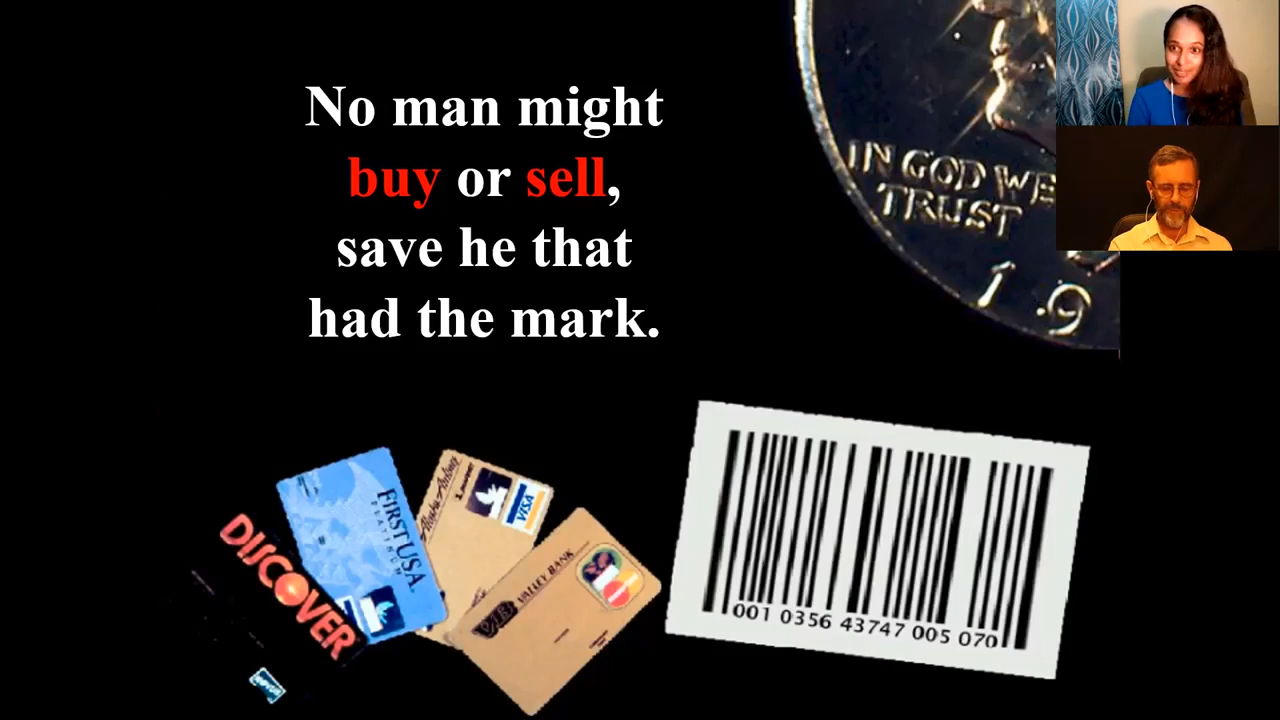 No man might
buy or sell,
save he that
had the mark.
IN GOD WE
TRUST
19
DISCOVER
FIRST USA.
PLATINUM
VISA
VALLEY BANK
001 0356 43747 005 070